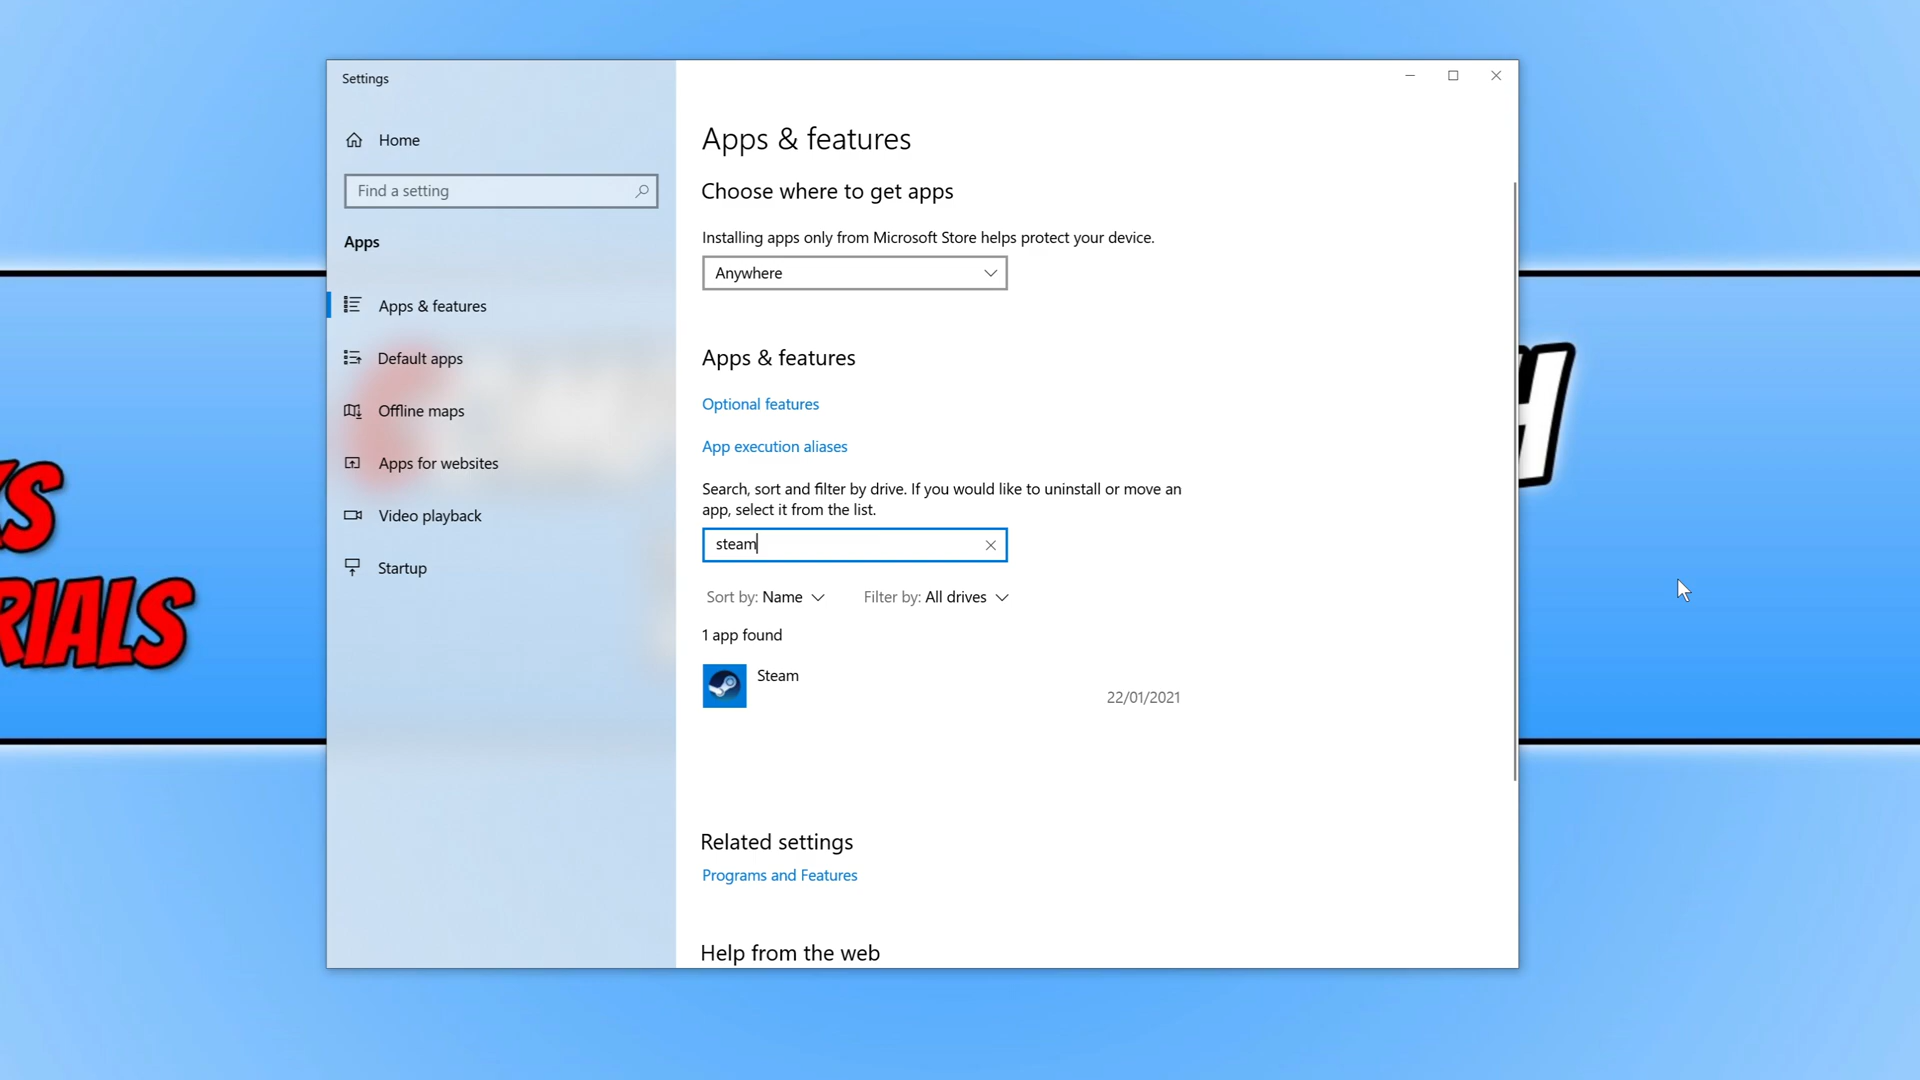 Settings
Home
Find a setting
Apps
Apps & features
Default apps
Offline maps
Apps for websites
Video playback
Startup
Apps & features
Choose where to get apps
Installing apps only from Microsoft Store helps protect your device.
Anywhere
Apps & features
Optional features
App execution aliases
Search, sort and filter by drive. If you would like to uninstall or move an
app, select it from the list.
steam
Sort by: Name
Filter by: All drives
1 app found
Steam
22/01/2021
Related settings
Programs and Features
Help from the web